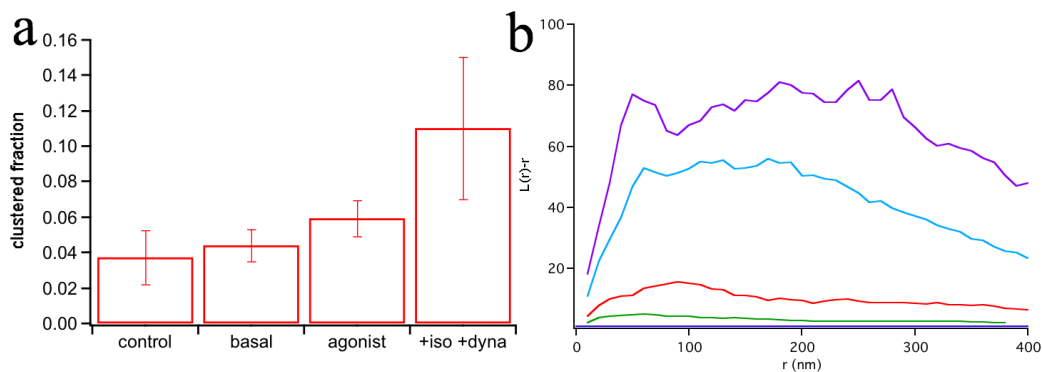 a
0.16
0.14
0.12
0.10
0.08
0.06
0.04
0.02
0.00
clustered fraction
control basal agonist +iso +dyna
b
100
80
60
40
20
L(r)-r
0 100 200 300 400
r (nm)